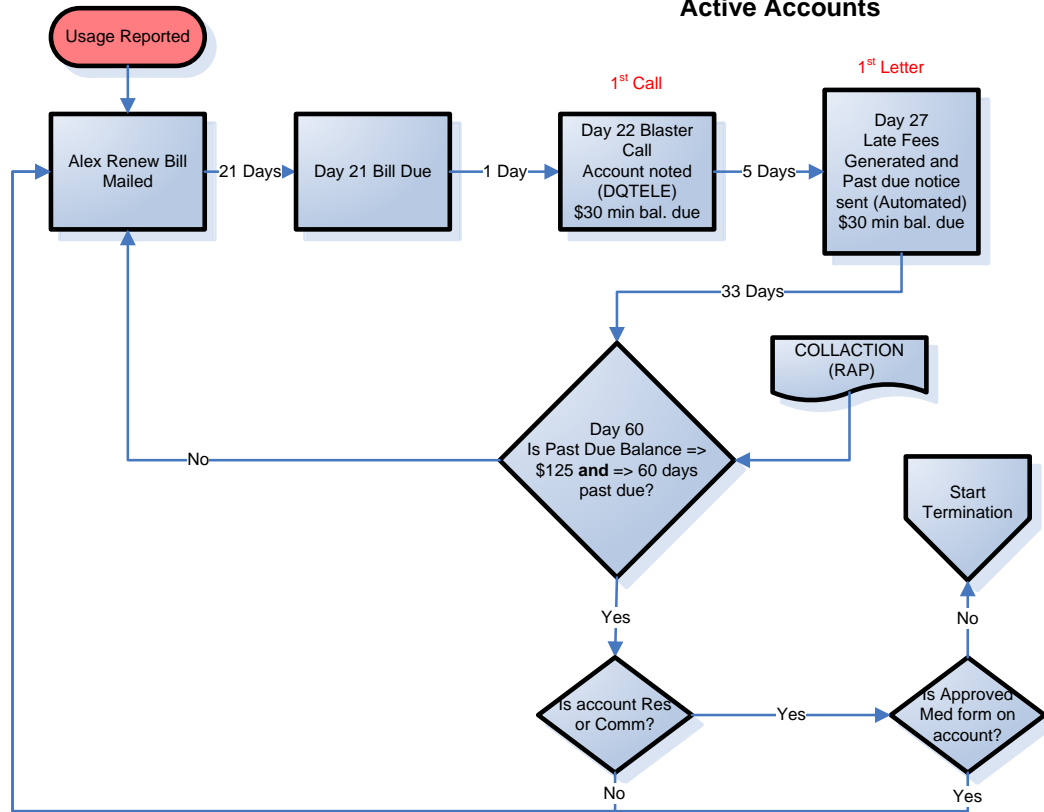 Active Accounts
Usage Reported
1st Call
1st Letter
Alex Renew Bill
Mailed
21 Days
Day 21 Bill Due
1 Day
Day 22 Blaster
Call
Account noted
(DQTELE)
$30 min bal. due
5 Days
Day 27
Late Fees
Generated and
Past due notice
sent (Automated)
$30 min bal. due
33 Days
COLLACTION
(RAP)
Day 60
Is Past Due Balance =>
$125 and => 60 days
past due?
No
Start
Termination
Yes
No
Is account Res
or Comm?
Yes
Is Approved
Med form on
account?
No
Yes